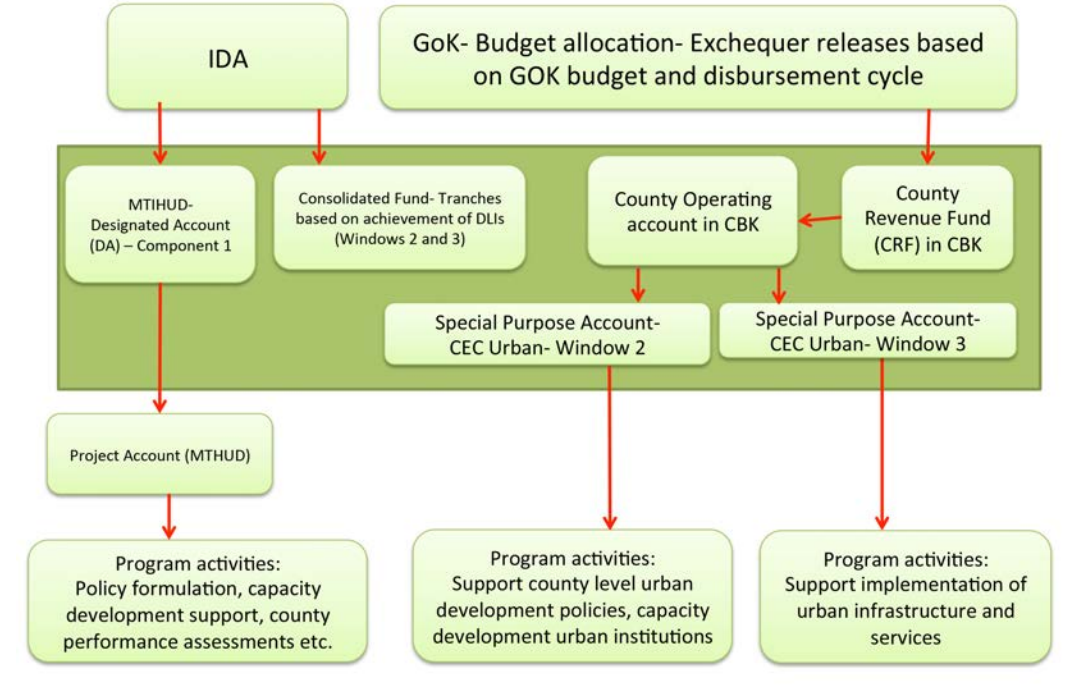 IDA
GoK- Budget allocation- Exchequer releases based
on GOK budget and disbursement cycle
MTIHUD-
Designated Account
(DA) – Component 1
Consolidated Fund- Tranches
based on achievement of DLIs
(Windows 2 and 3)
County Operating
account in CBK
County
Revenue Fund
(CRF) in CBK
Special Purpose Account-
CEC Urban- Window 2
Special Purpose Account-
CEC Urban- Window 3
Project Account (MTHUD)
Program activities:
Policy formulation, capacity
development support, county
performance assessments etc.
Program activities:
Support county level urban
development policies, capacity
development urban institutions
Program activities:
Support implementation of
urban infrastructure and
services